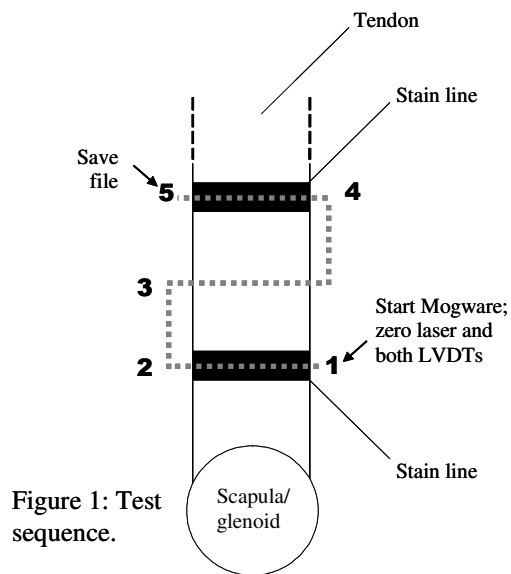 Tendon
Stain line
Save
file
5
4
3
Start Mogware;
zero laser and
both LVDTs
2
1
Stain line
Scapula/
glenoid
Figure 1: Test
sequence.